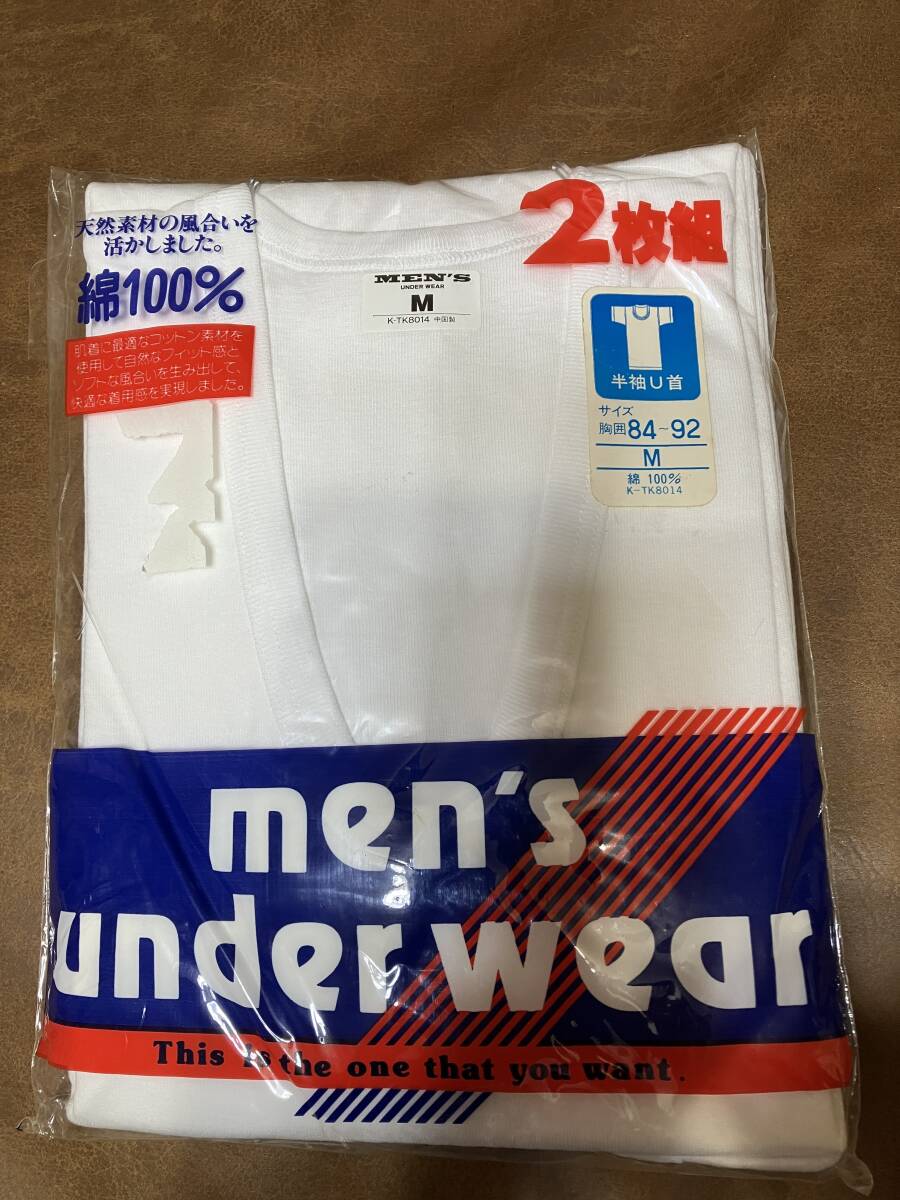 天然素材の風合いを
活かしました。
綿100%
肌着に最適なコットン素材を
使用して自然なフィット感と
ソフトな風合いを生み出して、
快適な着用感を実現しました。
2枚組
MEN'S
UNDER WEAR
M
K-TK8014 中国製
半袖U首
サイズ
胸囲84~92
M
綿 100%
K-TK8014
men's
under wear
This is the one that you want.